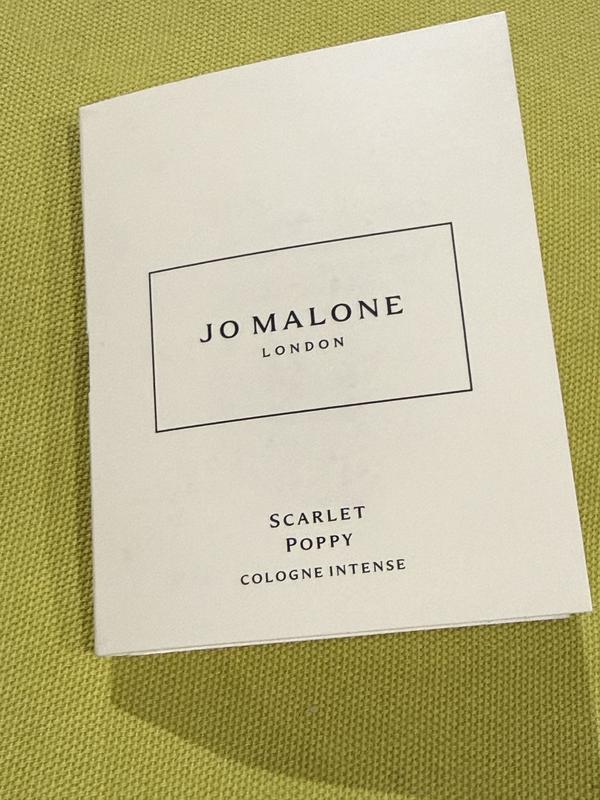 JO MALONE
LONDON
SCARLET
POPPY
COLOGNE INTENSE